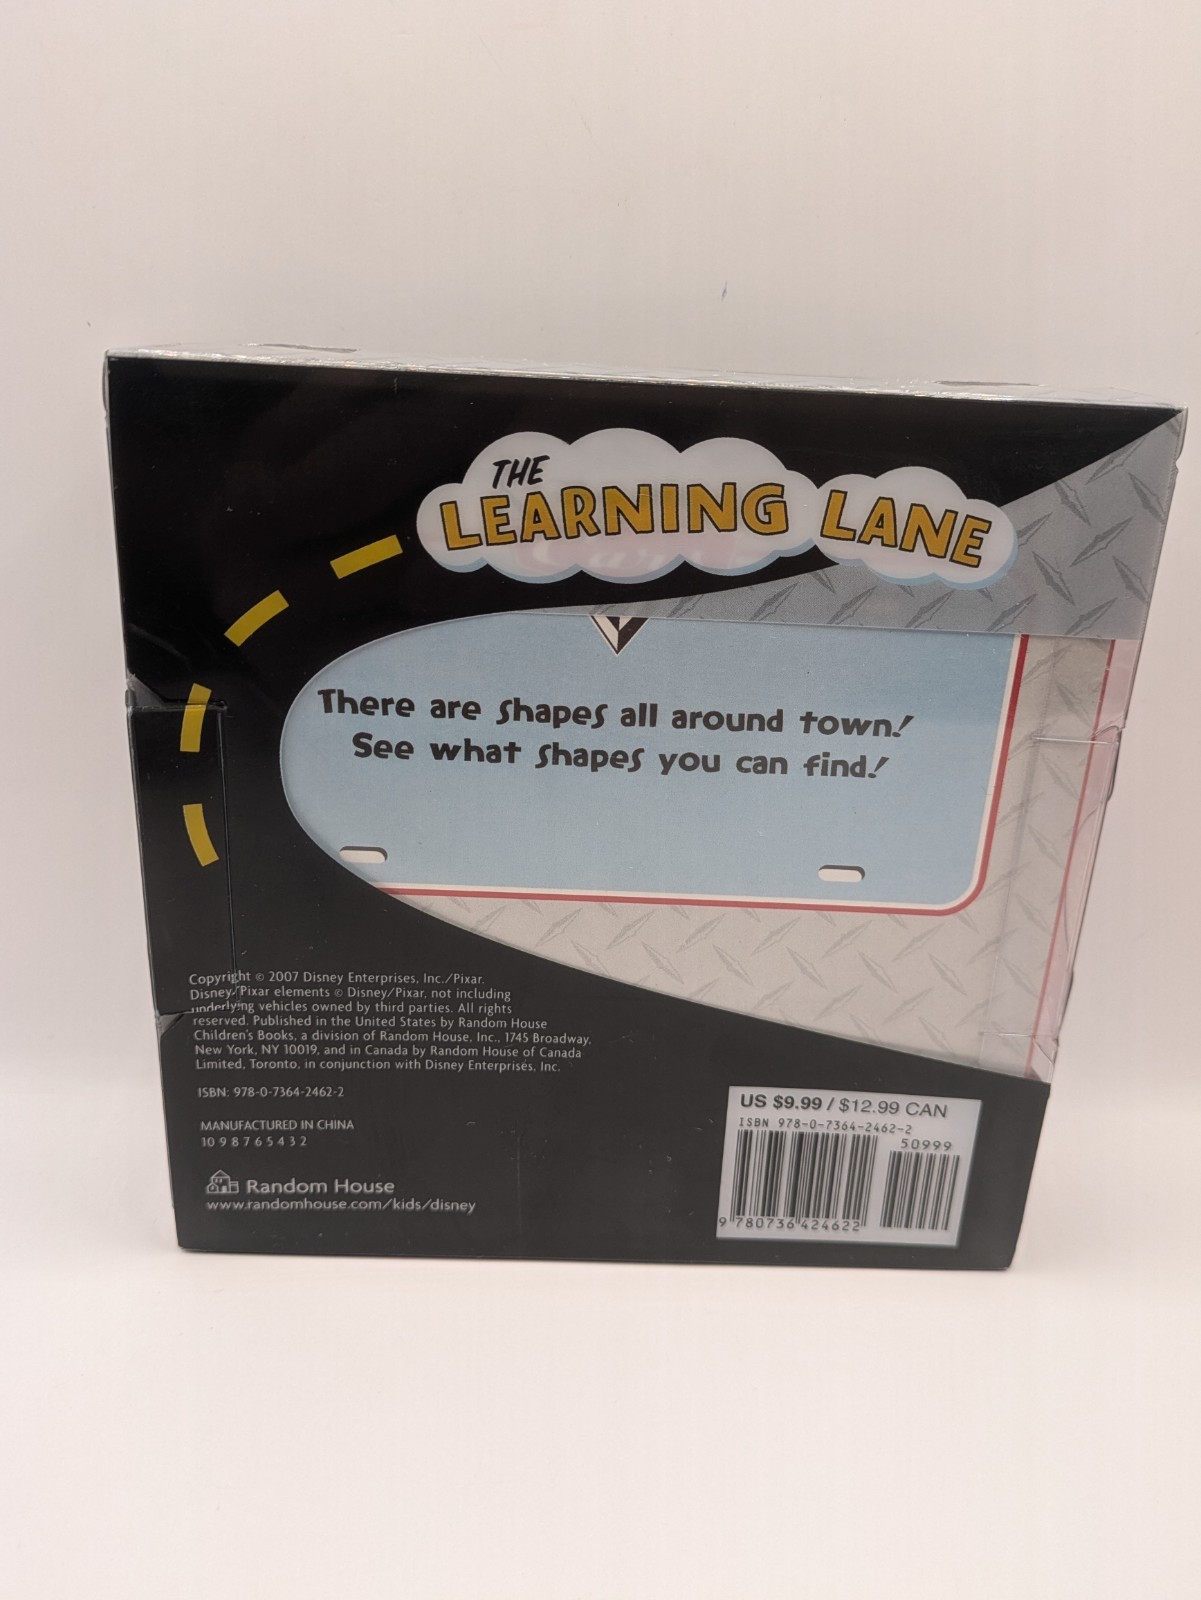 THE
LEARNING LANE
There are shapes all around town!
See what shapes you can find!
Copyright © 2007 Disney Enterprises, Inc./Pixar.
Disney/Pixar elements © Disney/Pixar, not including
underlying vehicles owned by third parties. All rights
reserved. Published in the United States by Random House
Children's Books, a division of Random House, Inc., 1745 Broadway,
New York, NY 10019, and in Canada by Random House of Canada
Limited, Toronto, in conjunction with Disney Enterprises, Inc.
ISBN: 978-0-7364-2462-2
MANUFACTURED IN CHINA
10 9 8 7 6 5 4 3 2
Random House
www.randomhouse.com/kids/disney
US $9.99 / $12.99 CAN
ISBN 978-0-7364-2462-2
50999
9 780736 424622